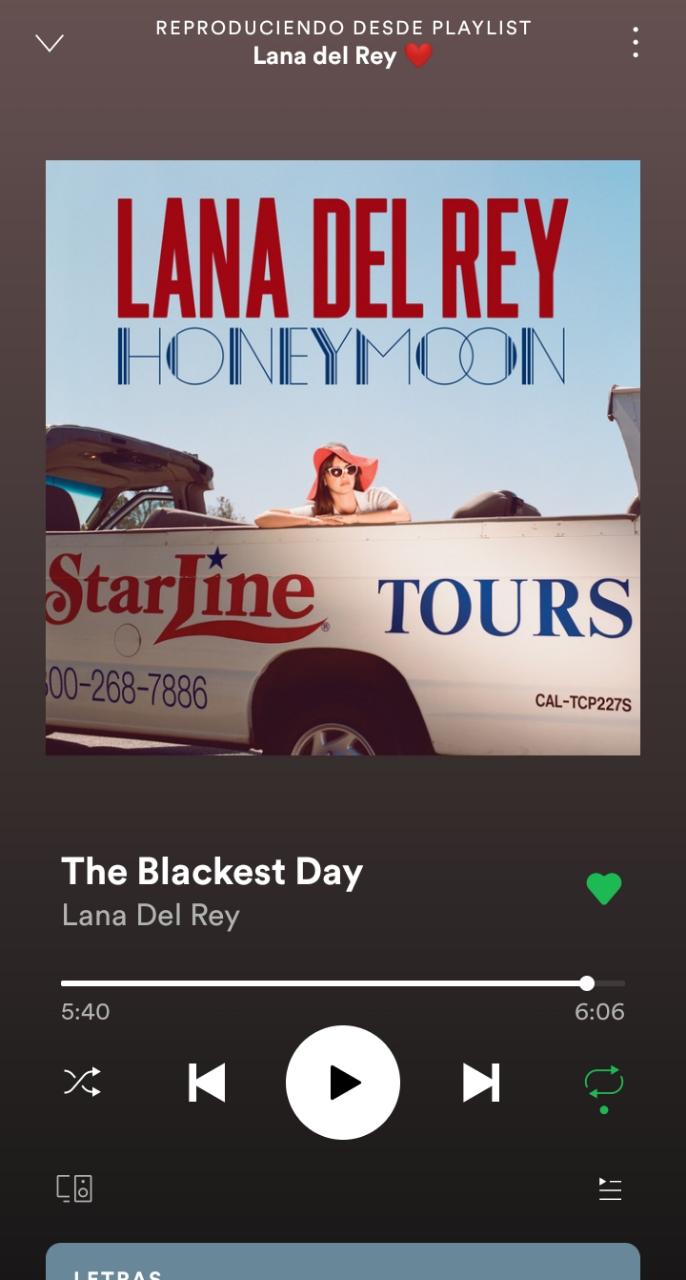 REPRODUCIENDO DESDE PLAYLIST
Lana del Rey ❤️
LANA DEL REY
HONEYMOON
StarLine® TOURS
800-268-7886
CAL-TCP227S
The Blackest Day
Lana Del Rey
5:40
6:06
LETRAS